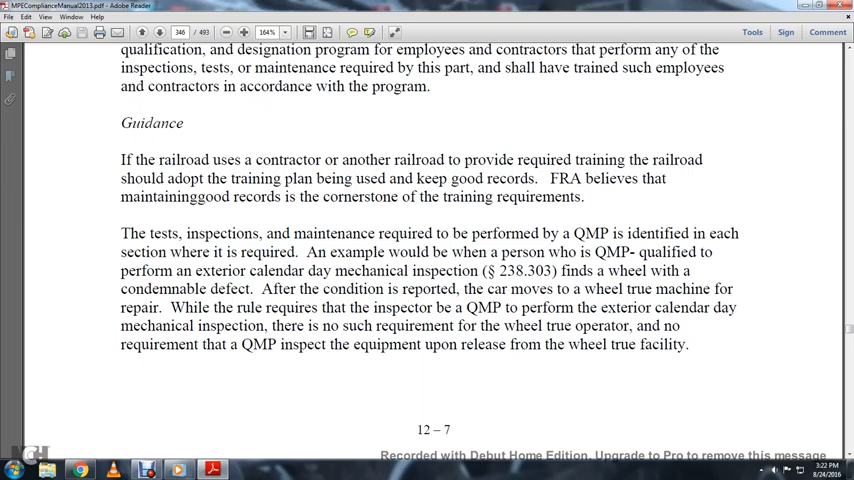 MPEComplianceManual2013.pdf - Adobe Reader
File Edit View Window Help
346 / 493 164% Tools Sign Comment
qualification, and designation program for employees and contractors that perform any of the
inspections, tests, or maintenance required by this part, and shall have trained such employees
and contractors in accordance with the program.
Guidance
If the railroad uses a contractor or another railroad to provide required training the railroad
should adopt the training plan being used and keep good records. FRA believes that
maintaininggood records is the cornerstone of the training requirements.
The tests, inspections, and maintenance required to be performed by a QMP is identified in each
section where it is required. An example would be when a person who is QMP- qualified to
perform an exterior calendar day mechanical inspection (§ 238.303) finds a wheel with a
condemnable defect. After the condition is reported, the car moves to a wheel true machine for
repair. While the rule requires that the inspector be a QMP to perform the exterior calendar day
mechanical inspection, there is no such requirement for the wheel true operator, and no
requirement that a QMP inspect the equipment upon release from the wheel true facility.
12 – 7
NCH
Recorded with Debut Home Edition. Upgrade to Pro to remove this message
3:22 PM
8/24/2016